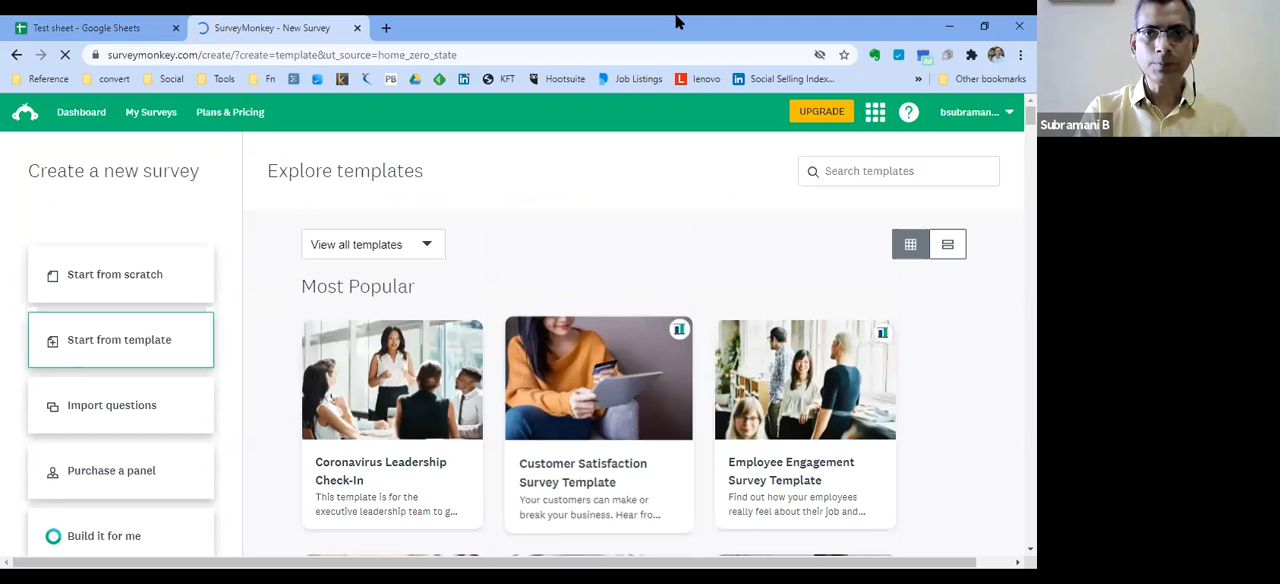 Test sheet - Google Sheets
SurveyMonkey - New Survey
surveymonkey.com/create/?create=template&ut_source=home_zero_state
Reference convert Social Tools Fn PB KFT Hootsuite Job Listings L lenovo Social Selling Index... » Other bookmarks
Dashboard My Surveys Plans & Pricing UPGRADE bsubraman...
Subramani B
Create a new survey
Start from scratch
Start from template
Import questions
Purchase a panel
Build it for me
Explore templates
Search templates
View all templates
Most Popular
Coronavirus Leadership
Check-In
This template is for the
executive leadership team to g...
Customer Satisfaction
Survey Template
Your customers can make or
break your business. Hear fro...
Employee Engagement
Survey Template
Find out how your employees
really feel about their job and...